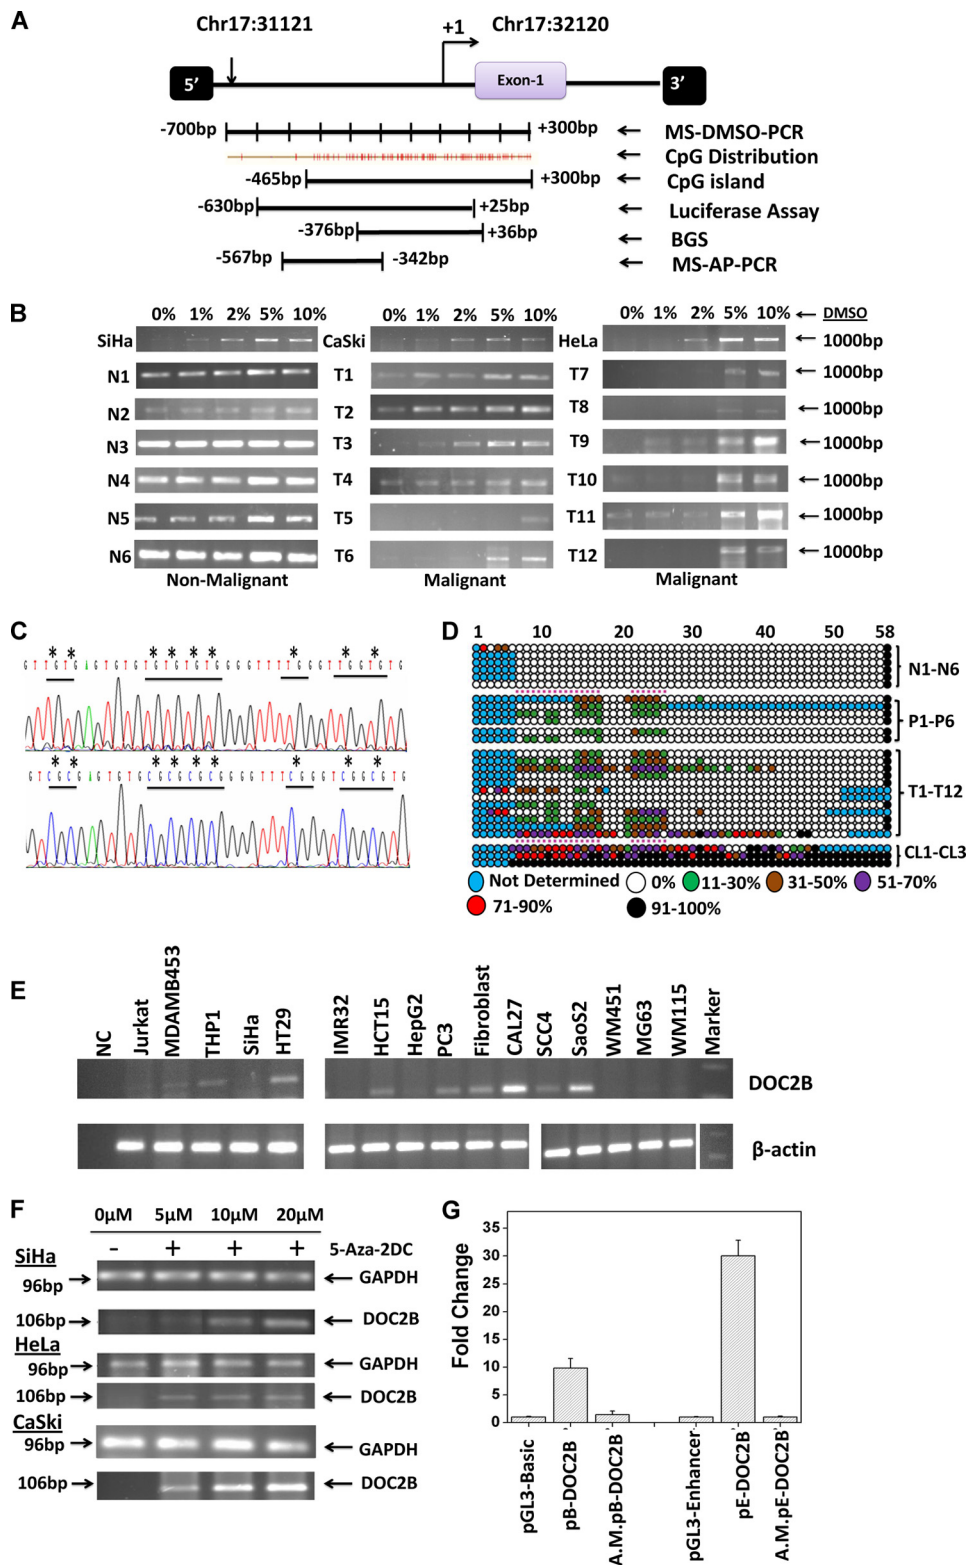 A
Chr17:31121
+1
Chr17:32120
5’
Exon-1
3’
-700bp
+300bp
MS-DMSO-PCR
CpG Distribution
-465bp
+300bp
CpG island
-630bp
+25bp
Luciferase Assay
-376bp
+36bp
BGS
-567bp
-342bp
MS-AP-PCR
B
0% 1% 2% 5% 10%
0% 1% 2% 5% 10%
0% 1% 2% 5% 10%
DMSO
SiHa
CaSki
HeLa
1000bp
N1
T1
T7
1000bp
N2
T2
T8
1000bp
N3
T3
T9
1000bp
N4
T4
T10
1000bp
N5
T5
T11
1000bp
N6
T6
T12
1000bp
Non-Malignant
Malignant
Malignant
C
* * * * * * * * *
G T T G T G A G T G T G T G T G T G T G G G G T T T T G G G T T G G T G T G
* * * * * * * * *
G T C G C G A G T G T G C G C G C G C G G G G T T T C G G G T C G G C G T G
D
1 10 20 30 40 50 58
N1-N6
P1-P6
T1-T12
CL1-CL3
Not Determined
0%
11-30%
31-50%
51-70%
71-90%
91-100%
E
NC
Jurkat
MDAMB453
THP1
SiHa
HT29
IMR32
HCT15
HepG2
PC3
Fibroblast
CAL27
SCC4
SaoS2
WM451
MG63
WM115
Marker
DOC2B
β-actin
F
0µM 5µM 10µM 20µM
- + + + 5-Aza-2DC
SiHa
96bp
GAPDH
106bp
DOC2B
HeLa
96bp
GAPDH
106bp
DOC2B
CaSki
96bp
GAPDH
106bp
DOC2B
G
Fold Change
35
30
25
20
15
10
5
0
pGL3-Basic
pB-DOC2B
A.M.pB-DOC2B
pGL3-Enhancer
pE-DOC2B
A.M.pE-DOC2B